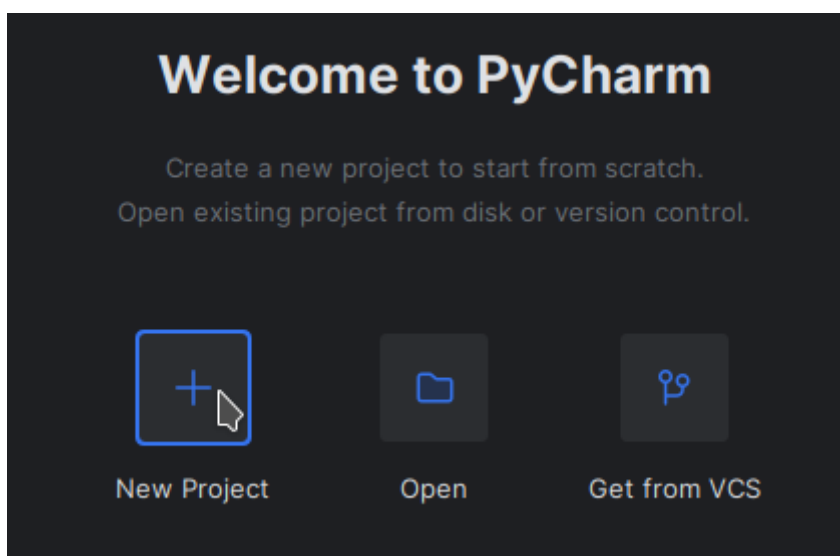 Welcome to PyCharm
Create a new project to start from scratch.
Open existing project from disk or version control.
New Project
Open
Get from VCS